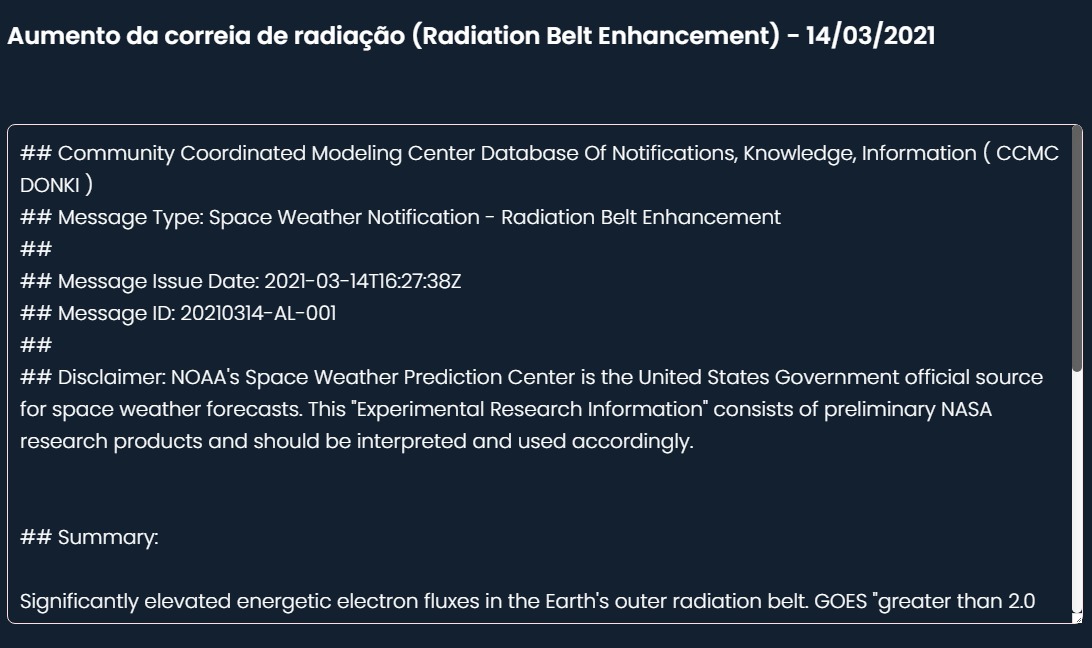 Aumento da correia de radiação (Radiation Belt Enhancement) - 14/03/2021
## Community Coordinated Modeling Center Database Of Notifications, Knowledge, Information ( CCMC
DONKI )
## Message Type: Space Weather Notification - Radiation Belt Enhancement
##
## Message Issue Date: 2021-03-14T16:27:38Z
## Message ID: 20210314-AL-001
##
## Disclaimer: NOAA's Space Weather Prediction Center is the United States Government official source
for space weather forecasts. This "Experimental Research Information" consists of preliminary NASA
research products and should be interpreted and used accordingly.
## Summary:
Significantly elevated energetic electron fluxes in the Earth's outer radiation belt. GOES "greater than 2.0